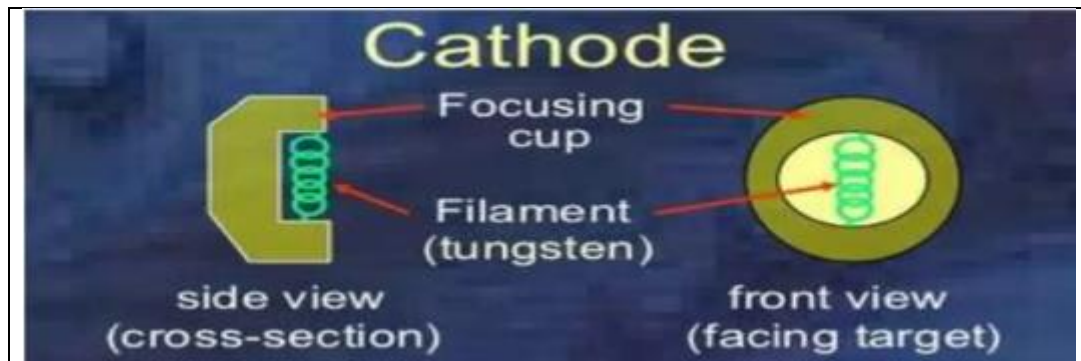 Cathode
Focusing
cup
Filament
(tungsten)
side view
(cross-section)
front view
(facing target)